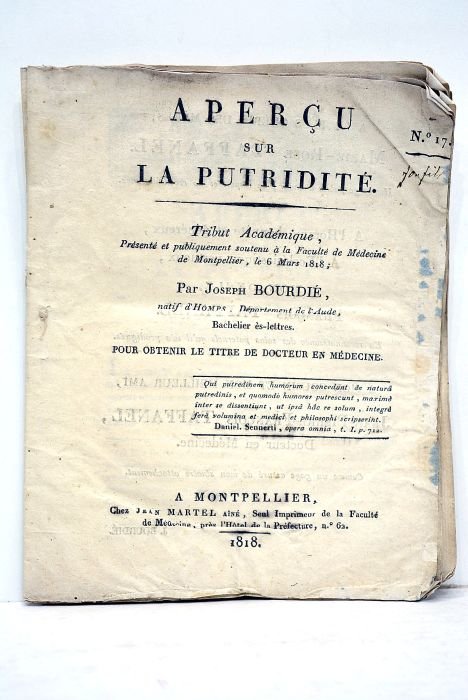 APERÇU
N.º 17.
SUR
LA PUTRIDITÉ.
Tribut Académique,
Présenté et publiquement soutenu à la Faculté de Médecine
de Montpellier, le 6 Mars 1818;
Par Joseph BOURDIÉ,
natif d'Homps, Département de l'Aude,
Bachelier ès-lettres.
POUR OBTENIR LE TITRE DE DOCTEUR EN MÉDECINE.
Qui putredinem humorum concedunt de naturâ
putredinis, et quomodò humores putrescunt, maximè
inter se dissentiunt, ut ipsâ hâc re solum, integrâ
ferè volumina et medici et philosophi scripserint.
Daniel. Sennerti, opera omnia, t. I. p. 722.
A MONTPELLIER,
Chez JEAN MARTEL AÎNÉ, Seul Imprimeur de la Faculté
de Médecine, près l'Hôtel de la Préfecture, n.º 62.
1818.